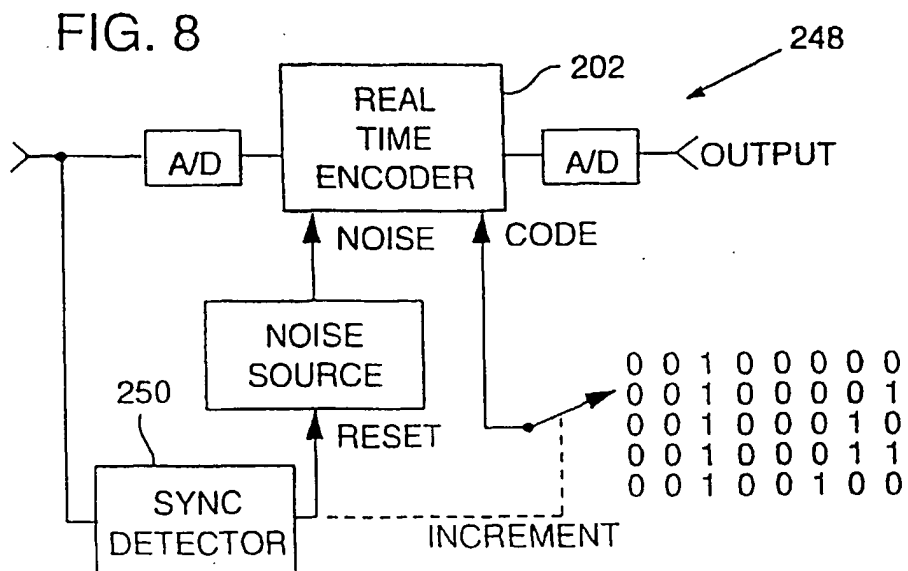 FIG. 8
248
202
REAL
TIME
ENCODER
A/D
A/D
OUTPUT
NOISE
CODE
NOISE
SOURCE
250
RESET
SYNC
DETECTOR
INCREMENT
0 0 1 0 0 0 0 0
0 0 1 0 0 0 0 1
0 0 1 0 0 0 1 0
0 0 1 0 0 0 1 1
0 0 1 0 0 1 0 0